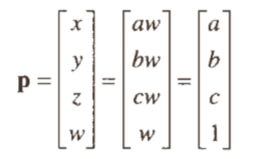 p = [x y z w] = [aw bw cw w] = [a b c 1]